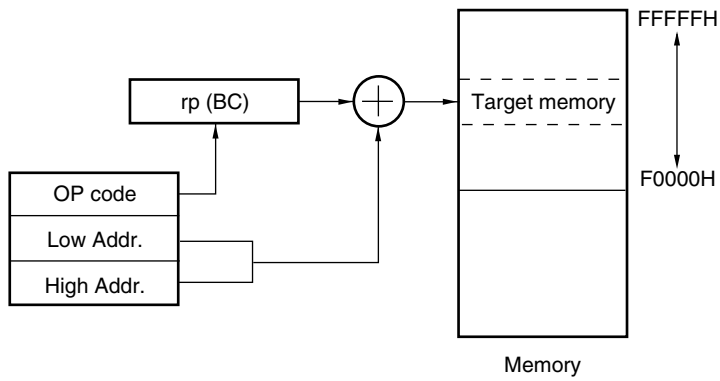 FFFFFH
rp (BC)
Target memory
OP code
F0000H
Low Addr.
High Addr.
Memory